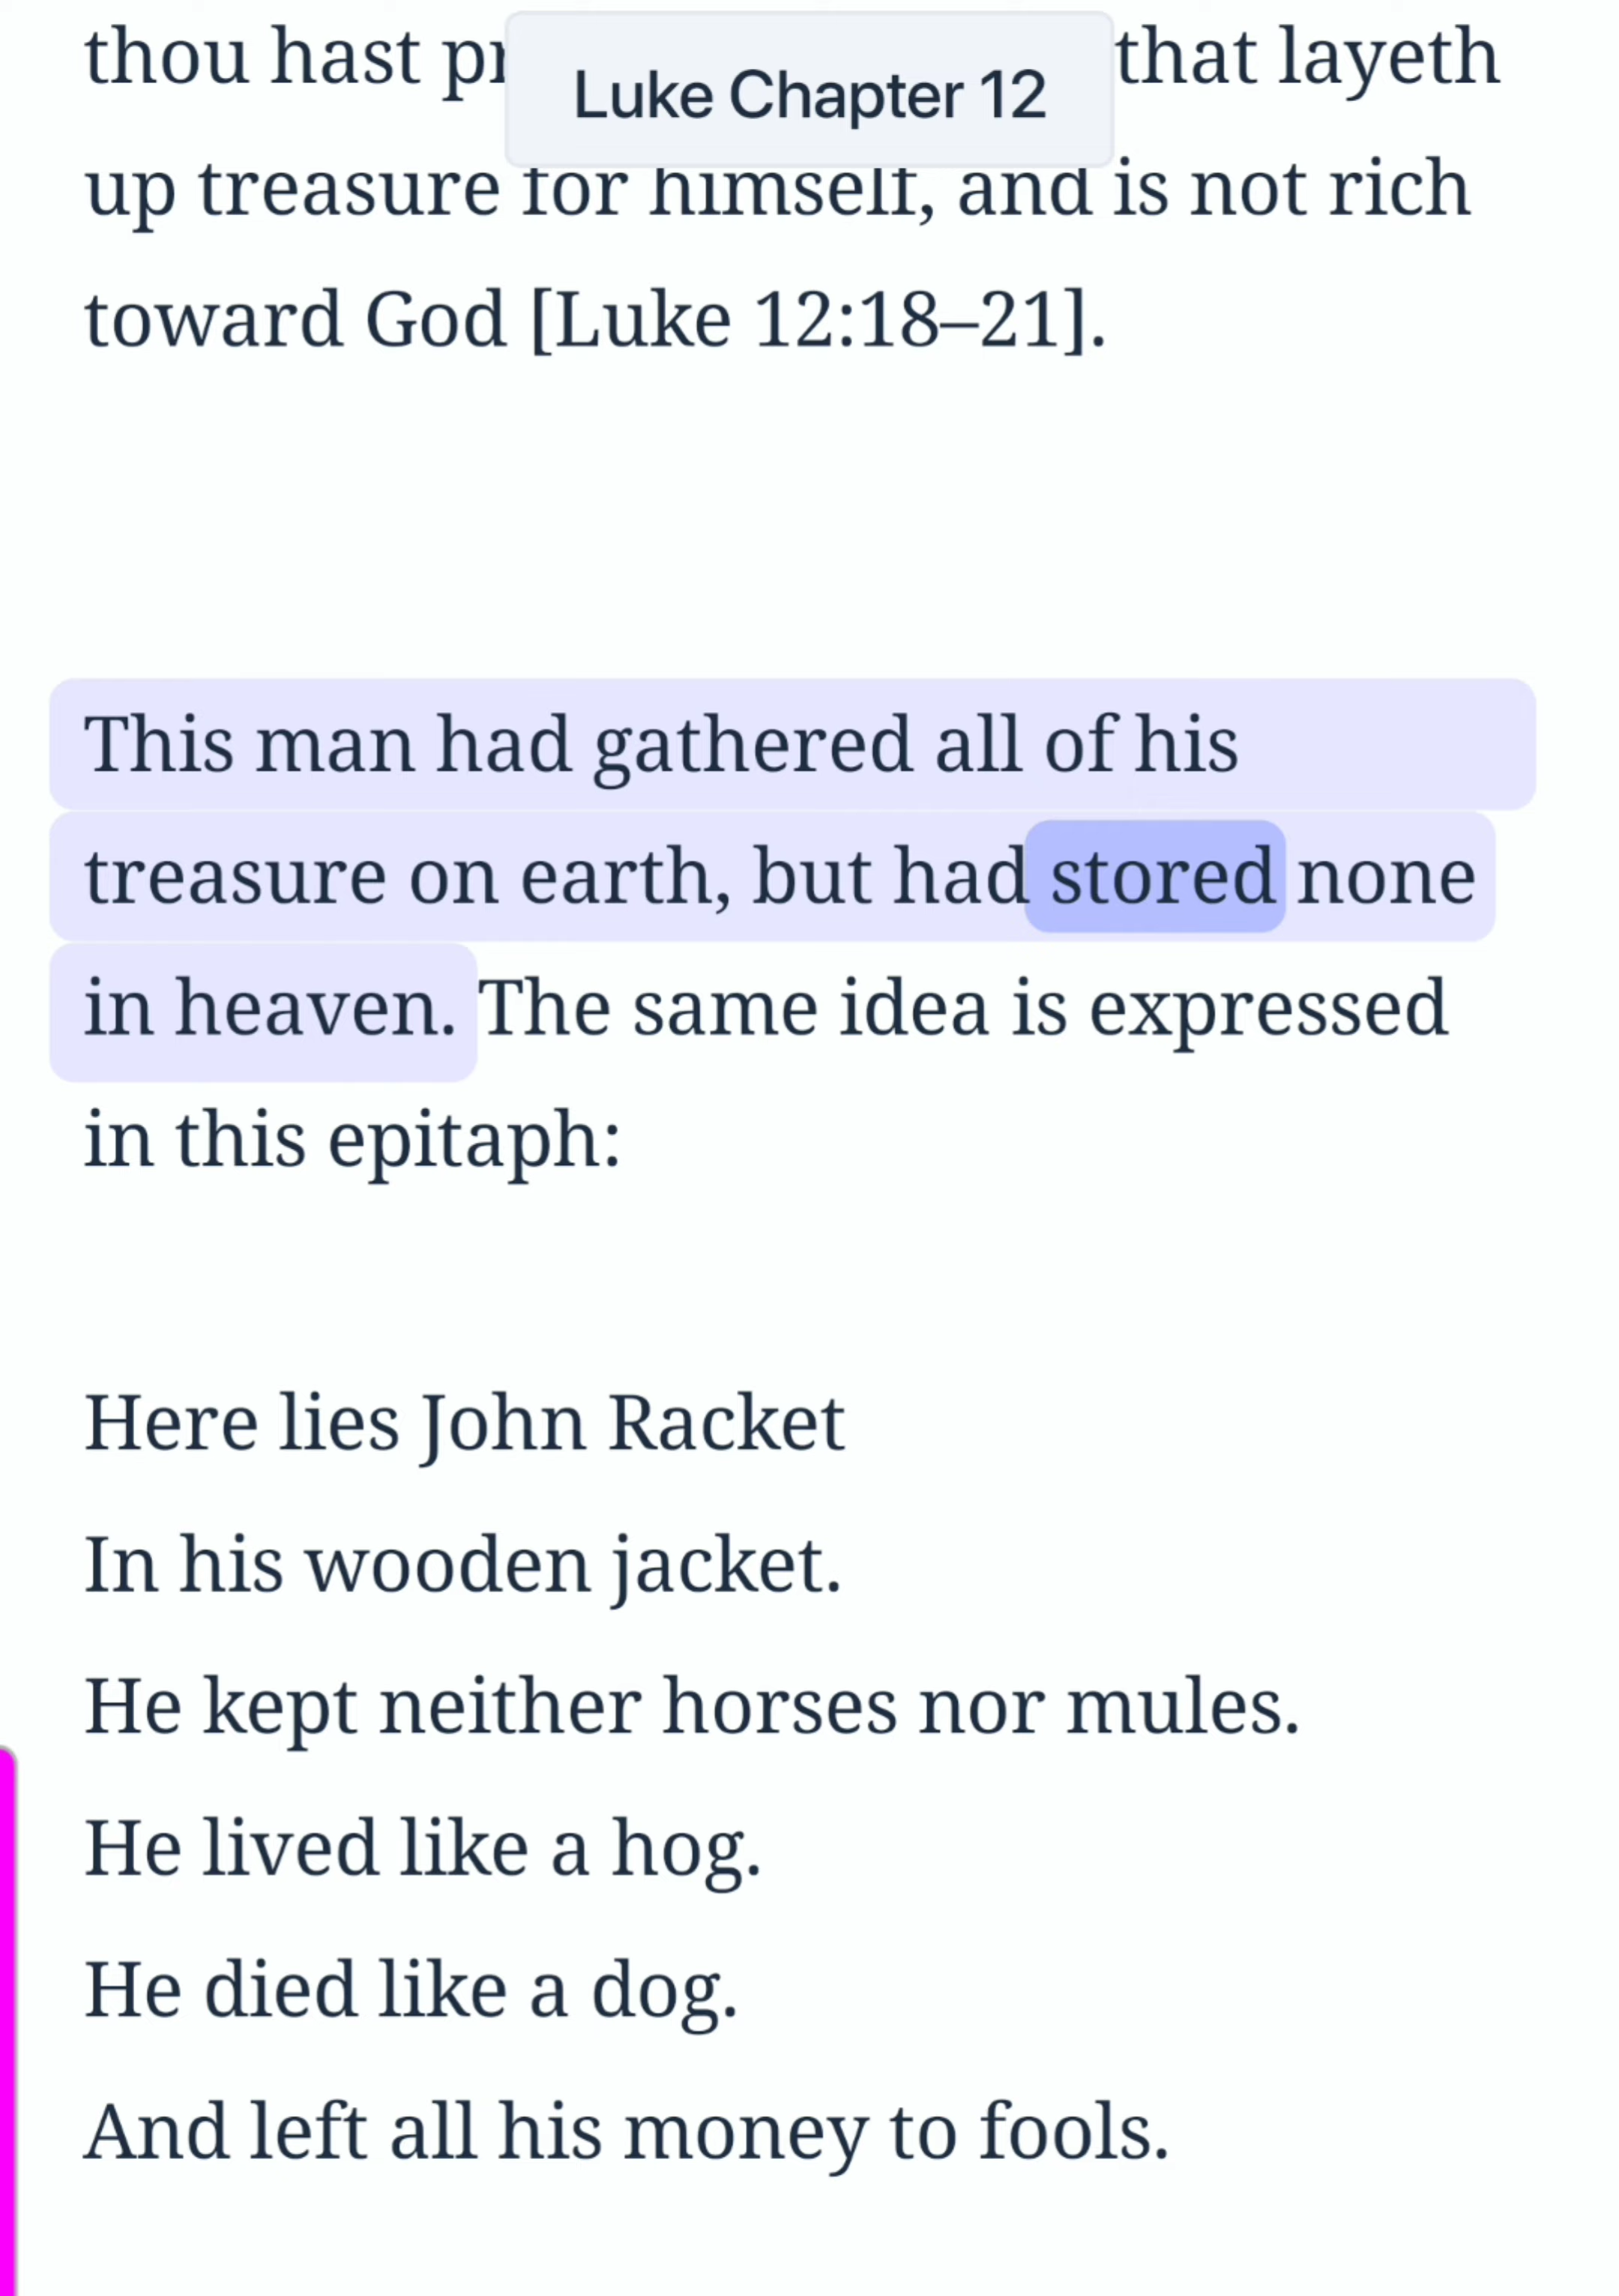 Luke Chapter 12
thou hast that layeth
up treasure for himself, and is not rich
toward God [Luke 12:18–21].
This man had gathered all of his
treasure on earth, but had stored none
in heaven. The same idea is expressed
in this epitaph:
Here lies John Racket
In his wooden jacket.
He kept neither horses nor mules.
He lived like a hog.
He died like a dog.
And left all his money to fools.